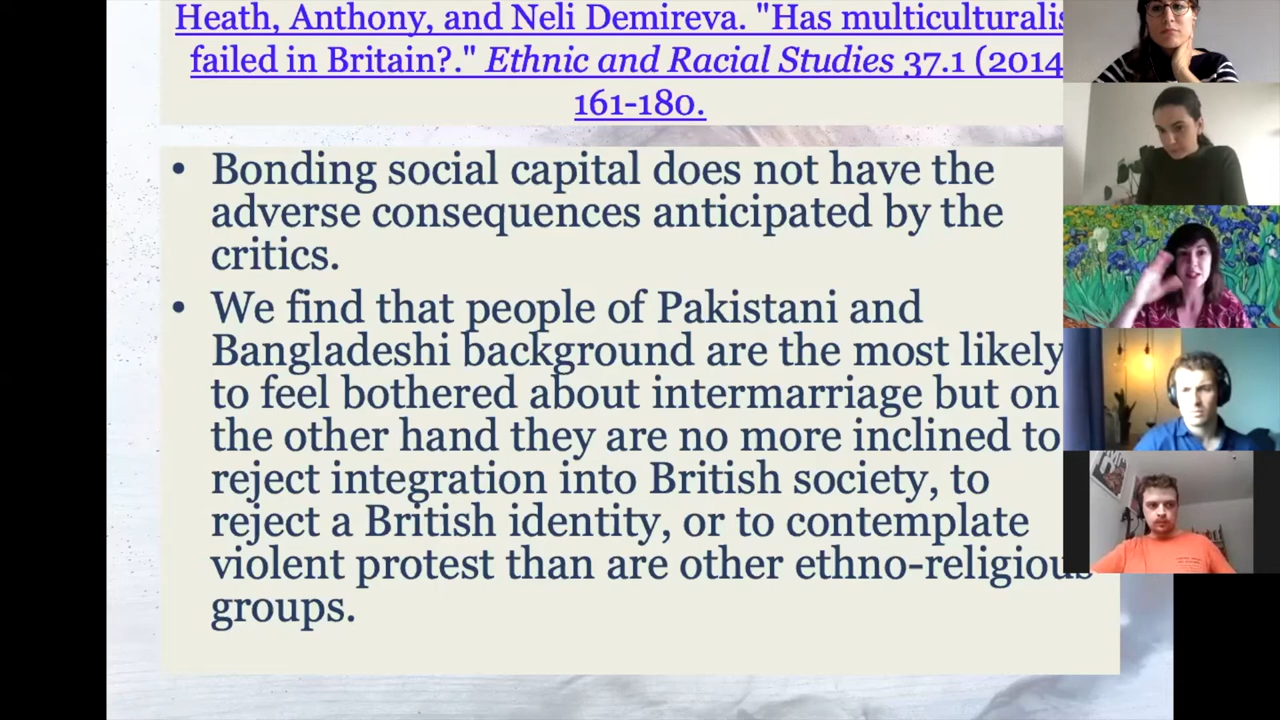 Heath, Anthony, and Neli Demireva. "Has multiculturalis
failed in Britain?." Ethnic and Racial Studies 37.1 (2014
161-180.
• Bonding social capital does not have the
adverse consequences anticipated by the
critics.
• We find that people of Pakistani and
Bangladeshi background are the most likely
to feel bothered about intermarriage but on
the other hand they are no more inclined to
reject integration into British society, to
reject a British identity, or to contemplate
violent protest than are other ethno-religious
groups.